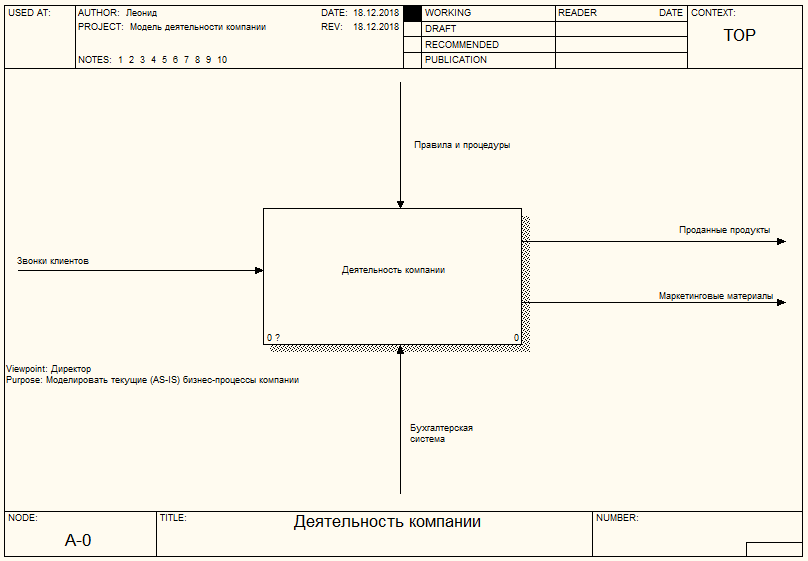 USED AT:
AUTHOR: Леонид
DATE: 18.12.2018
WORKING
READER
DATE
CONTEXT:
PROJECT: Модель деятельности компании
REV: 18.12.2018
DRAFT
TOP
RECOMMENDED
NOTES: 1 2 3 4 5 6 7 8 9 10
PUBLICATION
Правила и процедуры
Проданные продукты
Звонки клиентов
Деятельность компании
Маркетинговые материалы
0 ?
0
Viewpoint: Директор
Purpose: Моделировать текущие (AS-IS) бизнес-процессы компании
Бухгалтерская
система
NODE:
TITLE:
Деятельность компании
NUMBER:
A-0